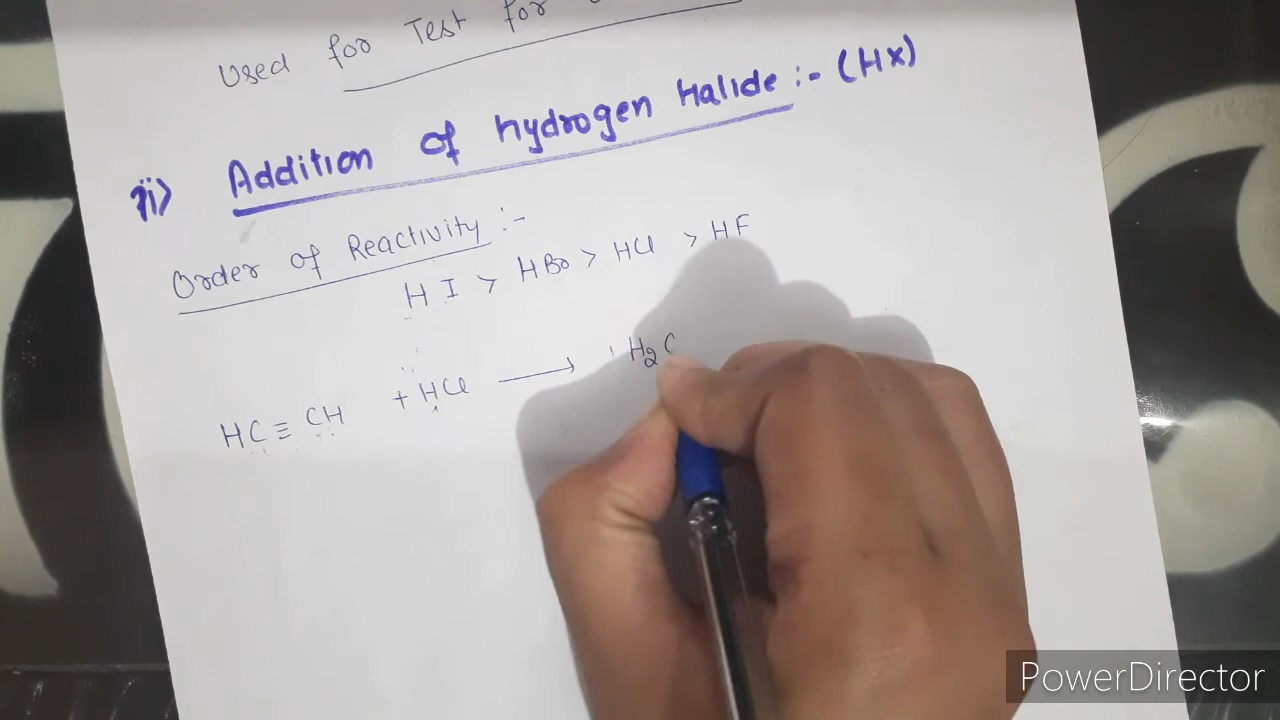 Used for Test for
ii) Addition of hydrogen Halide :- (HX)
Order of Reactivity :-
HI > HBr > HCl > HF
HC ≡ CH + HCl ⟶ H₂C
PowerDirector